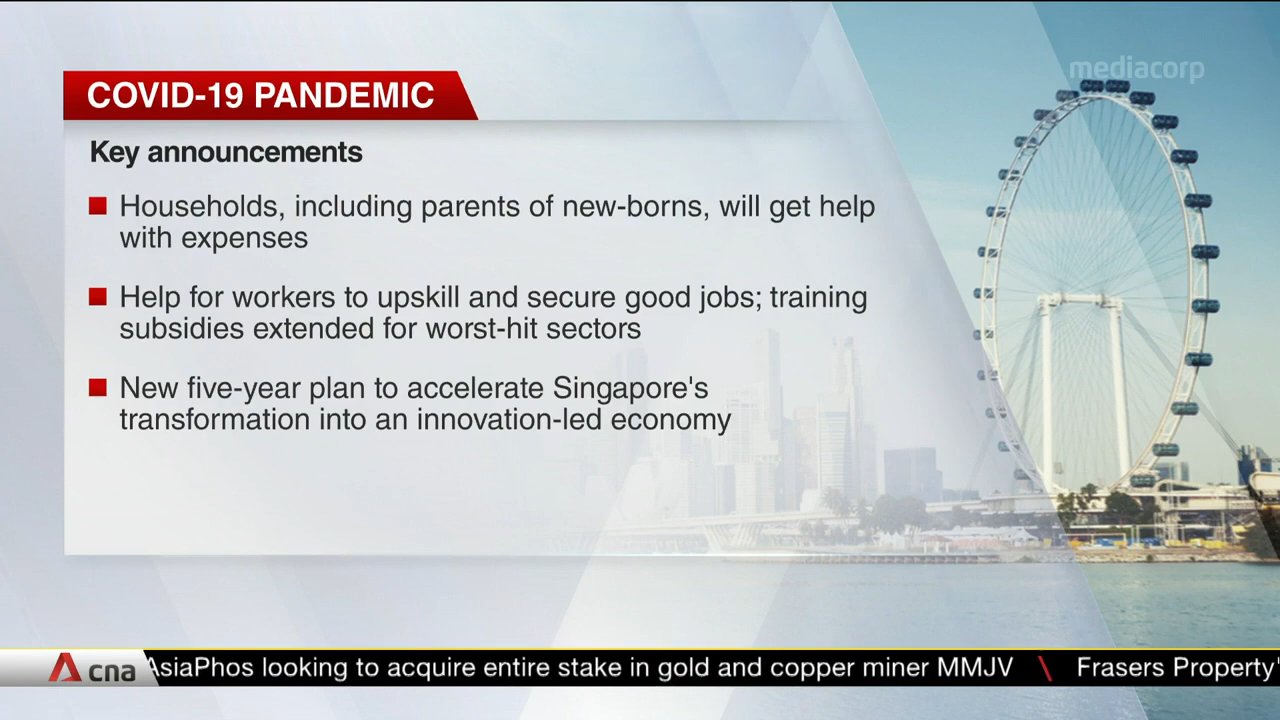 mediacorp
COVID-19 PANDEMIC
Key announcements
Households, including parents of new-borns, will get help
with expenses
Help for workers to upskill and secure good jobs; training
subsidies extended for worst-hit sectors
New five-year plan to accelerate Singapore's
transformation into an innovation-led economy
cna
AsiaPhos looking to acquire entire stake in gold and copper miner MMJV \ Frasers Property'